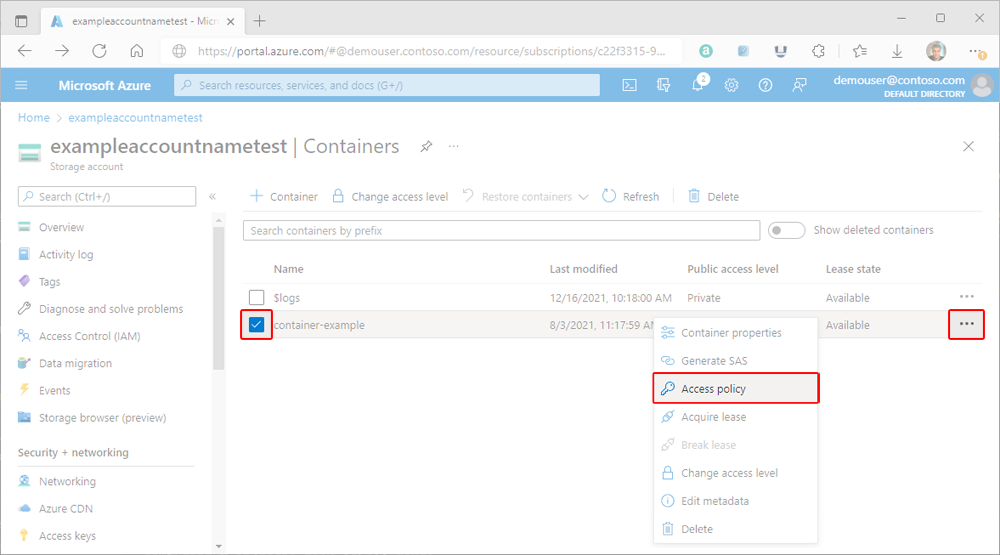 exampleaccountnametest - Micr
https://portal.azure.com/#@demouser.contoso.com/resource/subscriptions/c22f3315-9...
a
Microsoft Azure
Search resources, services, and docs (G+/)
2
demouser@contoso.com
DEFAULT DIRECTORY
Home > exampleaccountnametest
exampleaccountnametest | Containers
Storage account
Search (Ctrl+/)
Overview
Activity log
Tags
Diagnose and solve problems
Access Control (IAM)
Data migration
Events
Storage browser (preview)
Security + networking
Networking
Azure CDN
Access keys
Container Change access level Restore containers Refresh Delete
Search containers by prefix
Show deleted containers
Name Last modified Public access level Lease state
$logs 12/16/2021, 10:18:00 AM Private Available
container-example 8/3/2021, 11:17:59 AM Available
Container properties
Generate SAS
Access policy
Acquire lease
Break lease
Change access level
Edit metadata
Delete